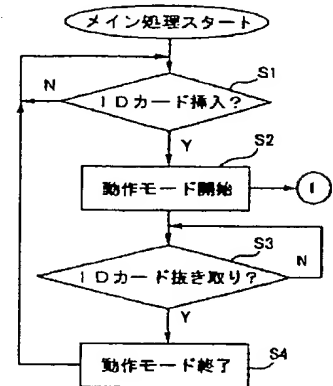 メイン処理スタート
S1
N
IDカード挿入?
Y
S2
動作モード開始
1
S3
N
IDカード抜き取り?
Y
S4
動作モード終了